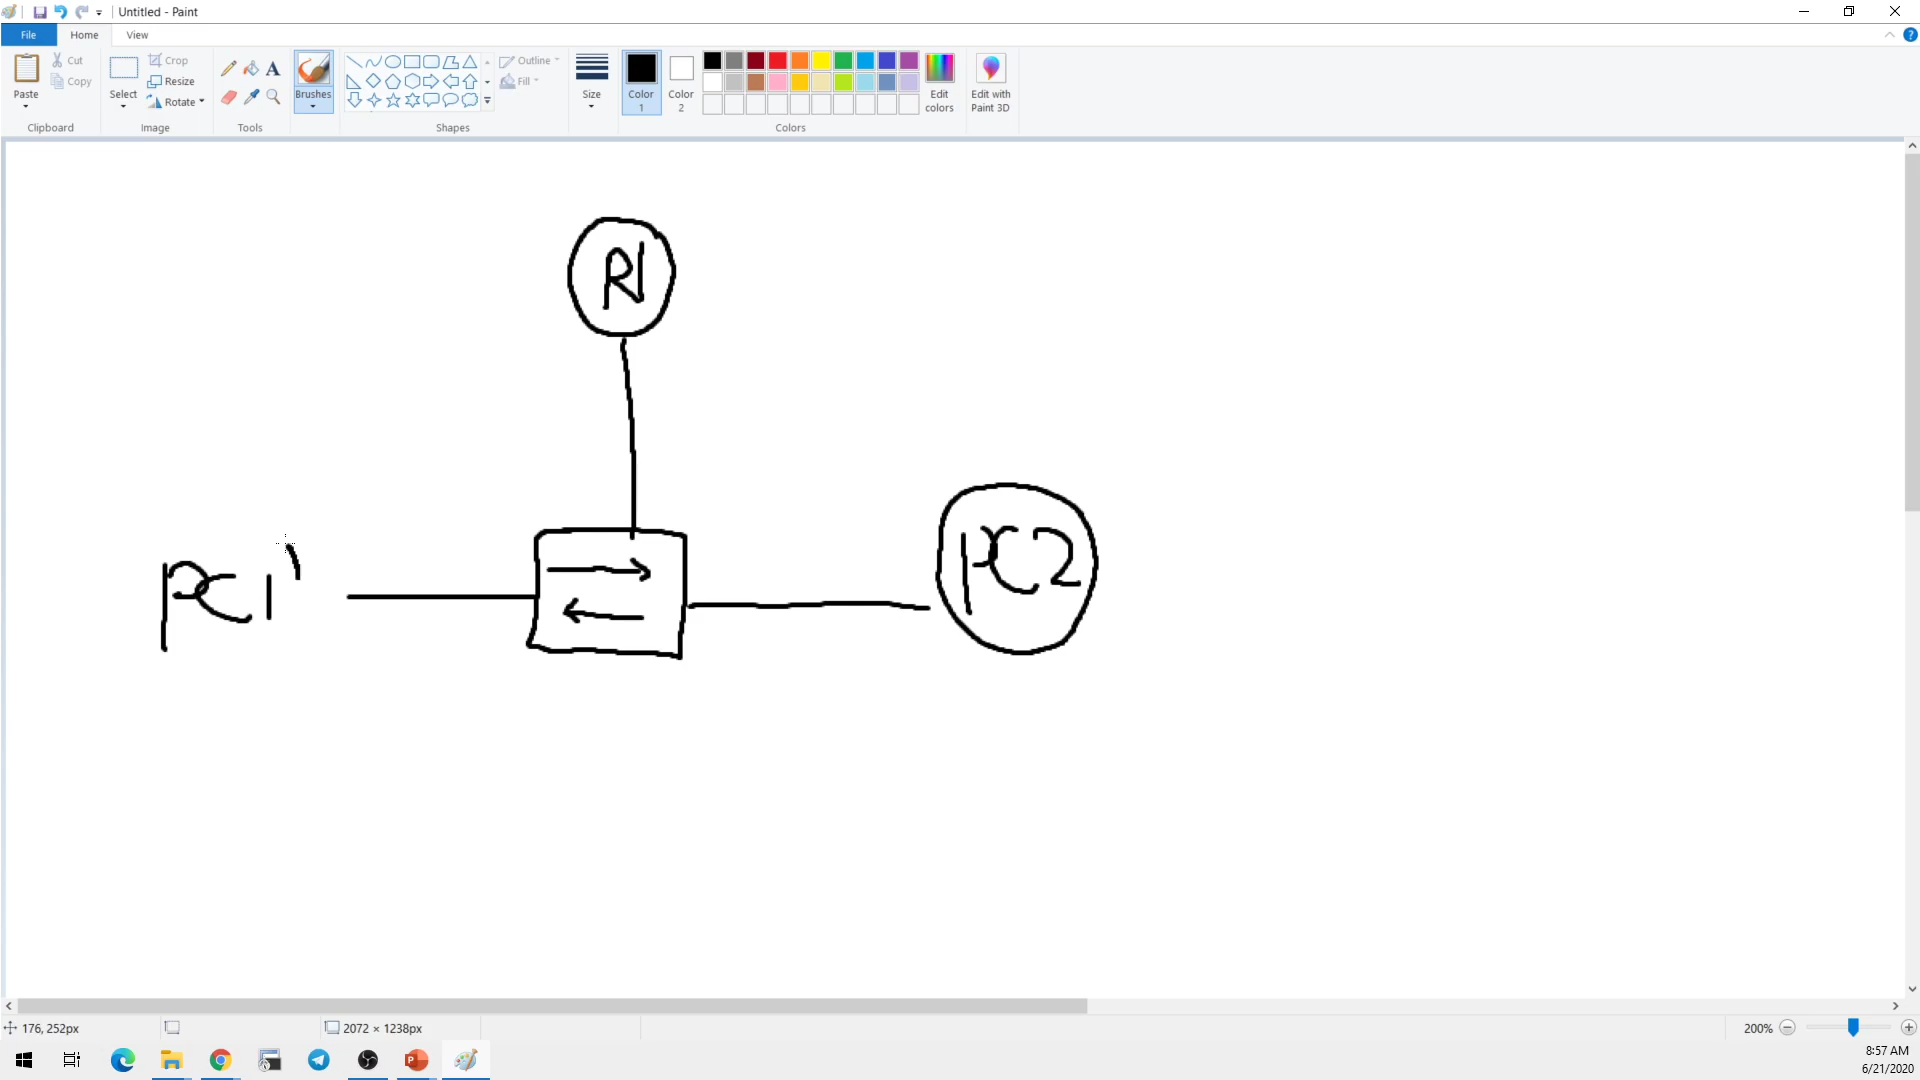 Untitled - Paint
File Home View
Paste
Cut
Copy
Clipboard
Select
Crop
Resize
Rotate
Image
Tools
Brushes
Shapes
Outline
Fill
Size
Color 1
Color 2
Colors
Edit colors
Edit with Paint 3D
R1
PC1
PC2
176, 252px
2072 × 1238px
200%
8:57 AM
6/21/2020